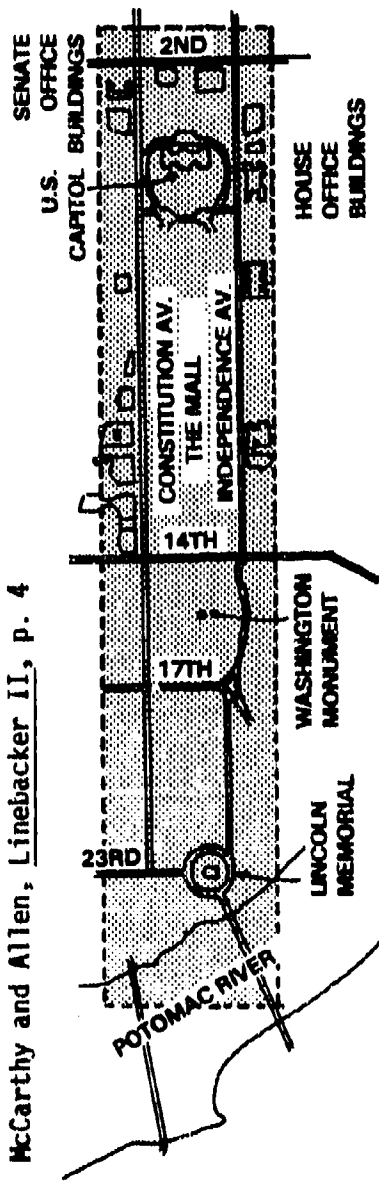 McCarthy and Allen, Linebacker II, p. 4
SENATE
OFFICE
BUILDINGS
U.S.
CAPITOL
2ND
CONSTITUTION AV.
THE MALL
INDEPENDENCE AV.
HOUSE
OFFICE
BUILDINGS
14TH
17TH
WASHINGTON
MONUMENT
23RD
LINCOLN
MEMORIAL
POTOMAC RIVER